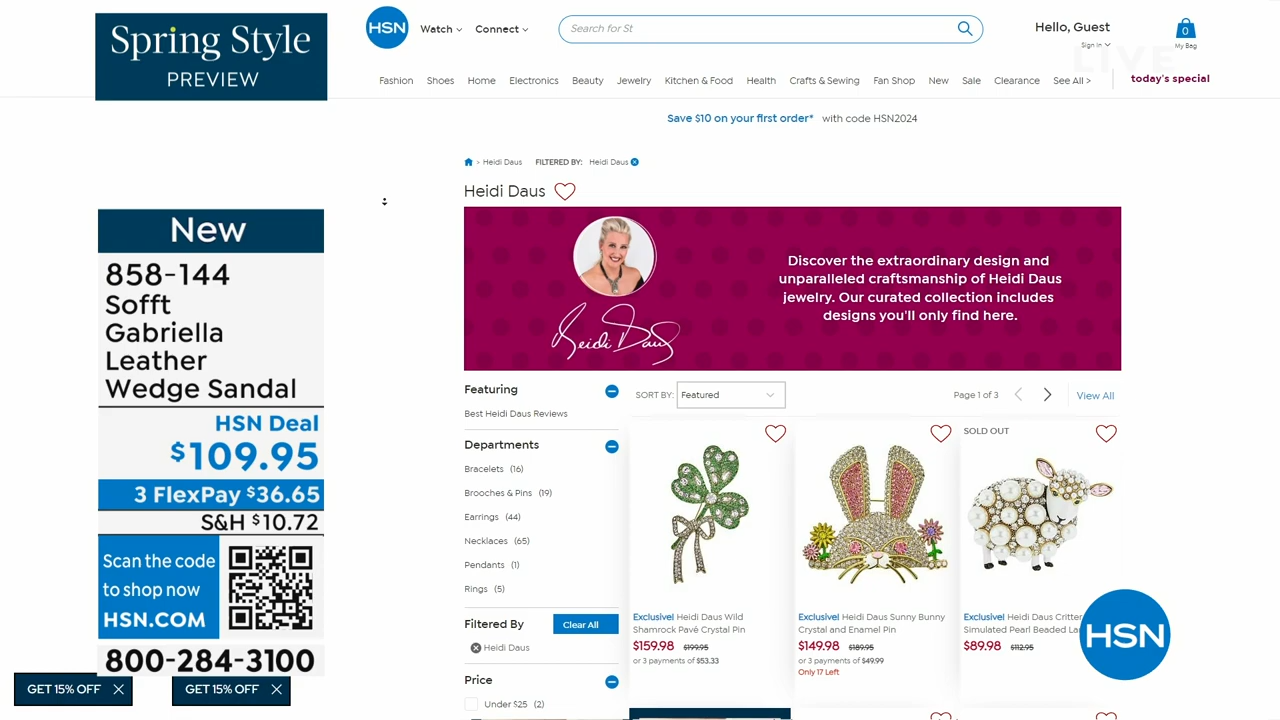 Spring Style
PREVIEW
HSN
Watch
Connect
Search for St
Hello, Guest
Sign In
0
My Bag
LIVE
Fashion
Shoes
Home
Electronics
Beauty
Jewelry
Kitchen & Food
Health
Crafts & Sewing
Fan Shop
New
Sale
Clearance
See All >
today's special
Save $10 on your first order* with code HSN2024
> Heidi Daus FILTERED BY: Heidi Daus
Heidi Daus
Heidi Daus
Discover the extraordinary design and
unparalleled craftsmanship of Heidi Daus
jewelry. Our curated collection includes
designs you'll only find here.
New
858-144
Sofft
Gabriella
Leather
Wedge Sandal
HSN Deal
$109.95
3 FlexPay $36.65
S&H $10.72
Scan the code
to shop now
HSN.COM
800-284-3100
GET 15% OFF
GET 15% OFF
Featuring
Best Heidi Daus Reviews
Departments
Bracelets (16)
Brooches & Pins (19)
Earrings (44)
Necklaces (65)
Pendants (1)
Rings (5)
Filtered By
Clear All
Heidi Daus
Price
Under $25 (2)
SORT BY: Featured
Page 1 of 3
View All
Exclusive! Heidi Daus Wild
Shamrock Pavé Crystal Pin
$159.98 $199.95
or 3 payments of $53.33
Exclusive! Heidi Daus Sunny Bunny
Crystal and Enamel Pin
$149.98 $189.95
or 3 payments of $49.99
Only 17 Left
SOLD OUT
Exclusive! Heidi Daus Critter
Simulated Pearl Beaded La
$89.98 $112.95
HSN